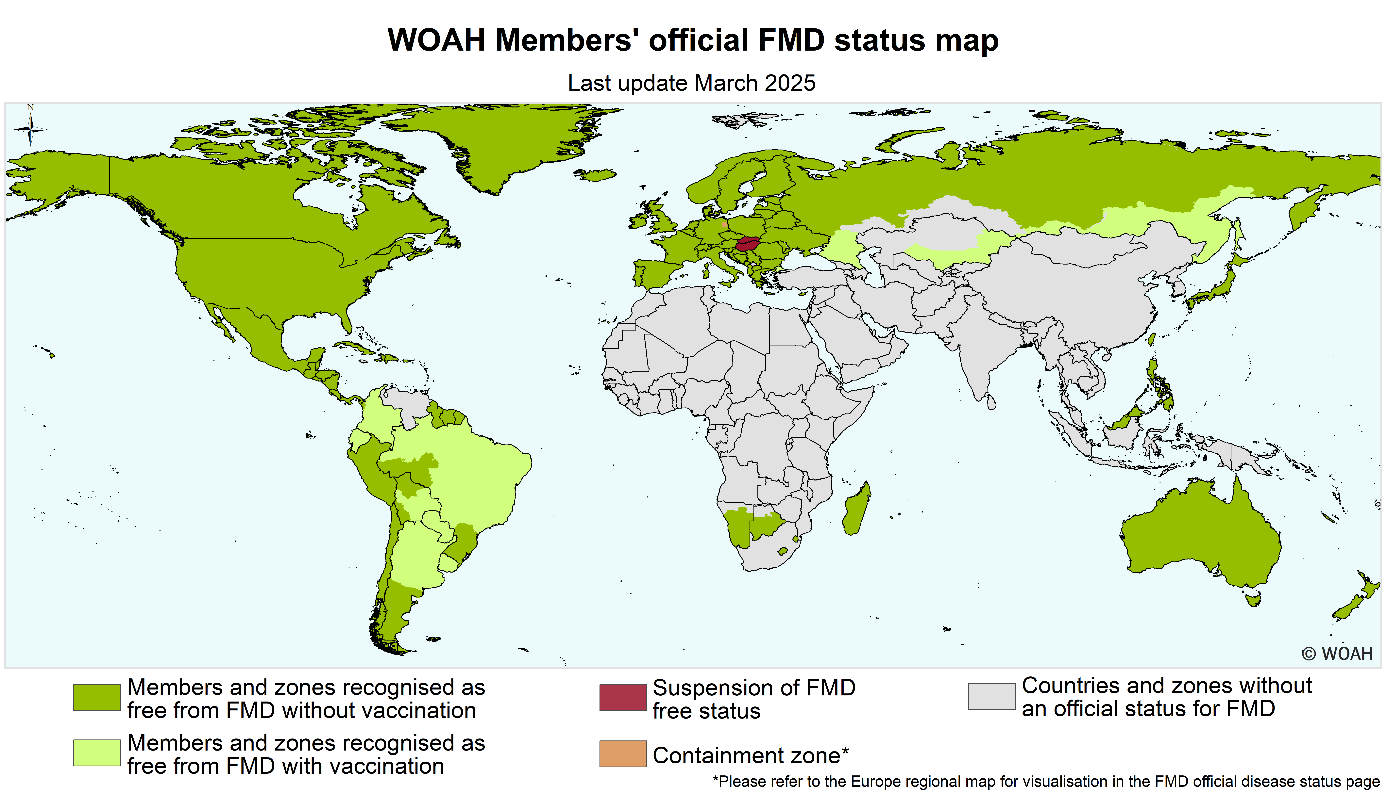 WOAH Members' official FMD status map
Last update March 2025
N
© WOAH
Members and zones recognised as
free from FMD without vaccination
Members and zones recognised as
free from FMD with vaccination
Suspension of FMD
free status
Containment zone*
Countries and zones without
an official status for FMD
*Please refer to the Europe regional map for visualisation in the FMD official disease status page